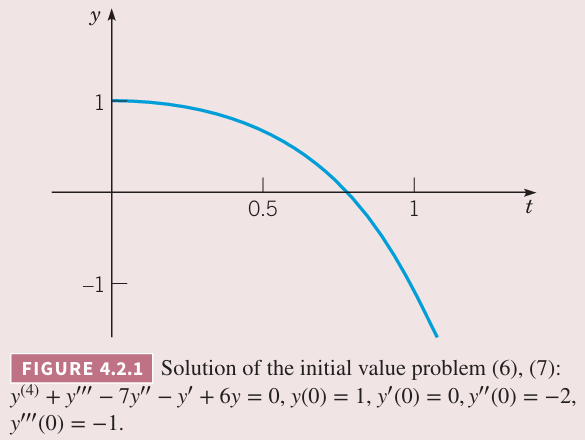 y
1
0.5
1
t
−1
FIGURE 4.2.1 Solution of the initial value problem (6), (7):
y⁽⁴⁾ + y′′′ − 7y′′ − y′ + 6y = 0, y(0) = 1, y′(0) = 0, y′′(0) = −2,
y′′′(0) = −1.